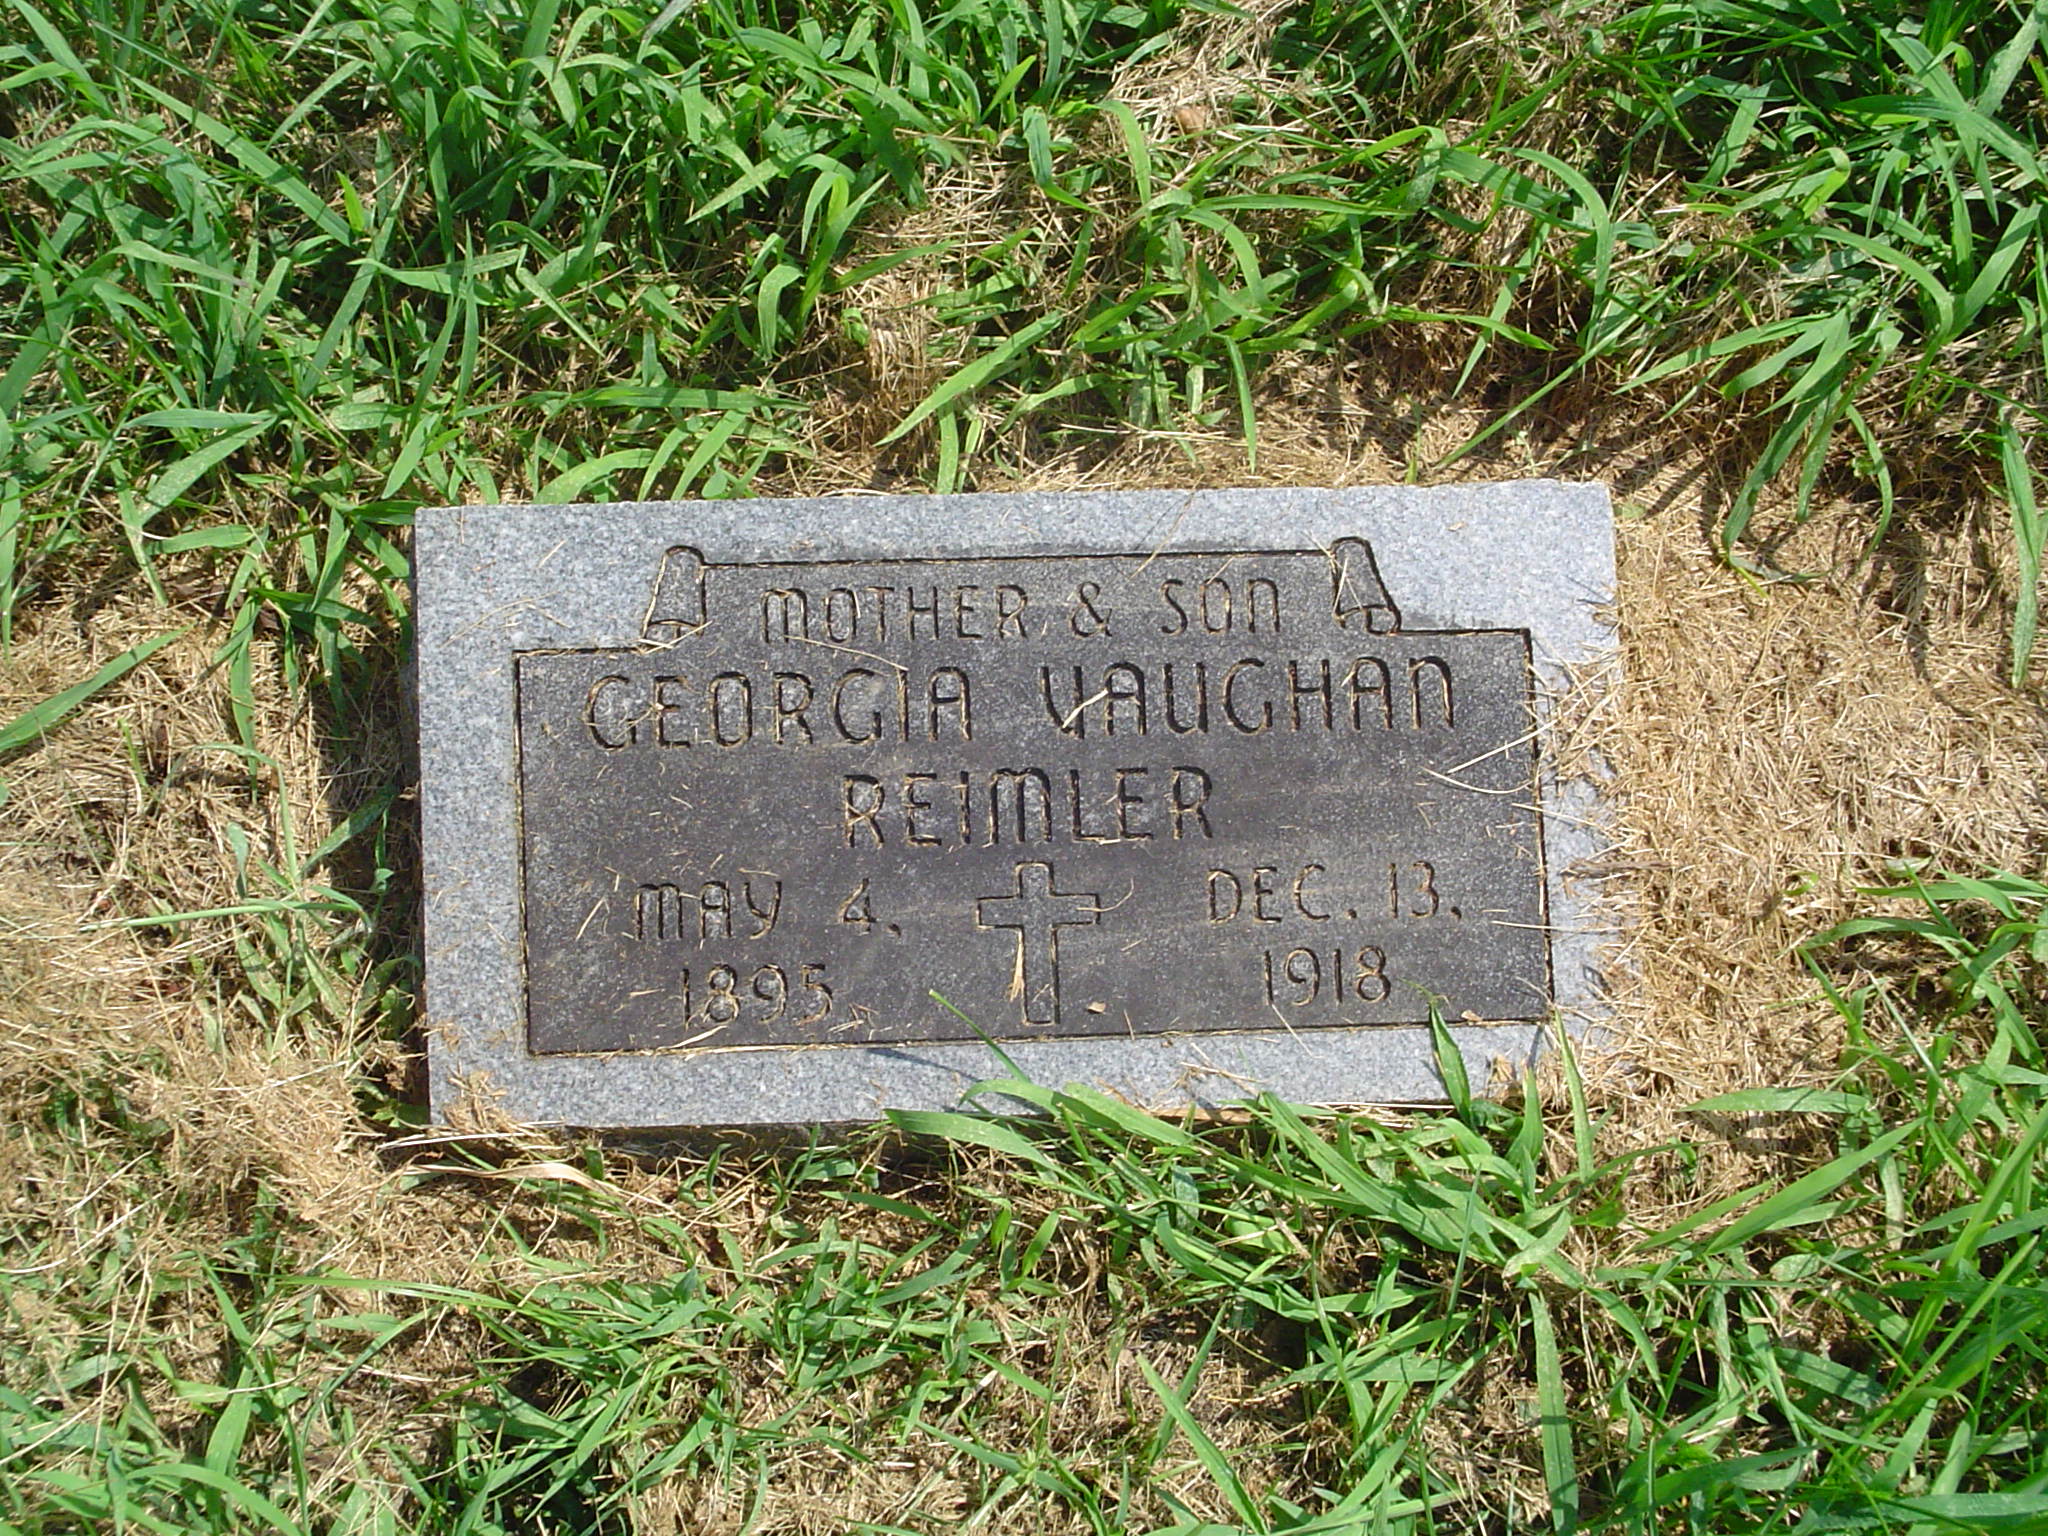 MOTHER & SON
GEORGIA VAUGHAN
REIMLER
MAY 4, DEC. 13,
1895 1918